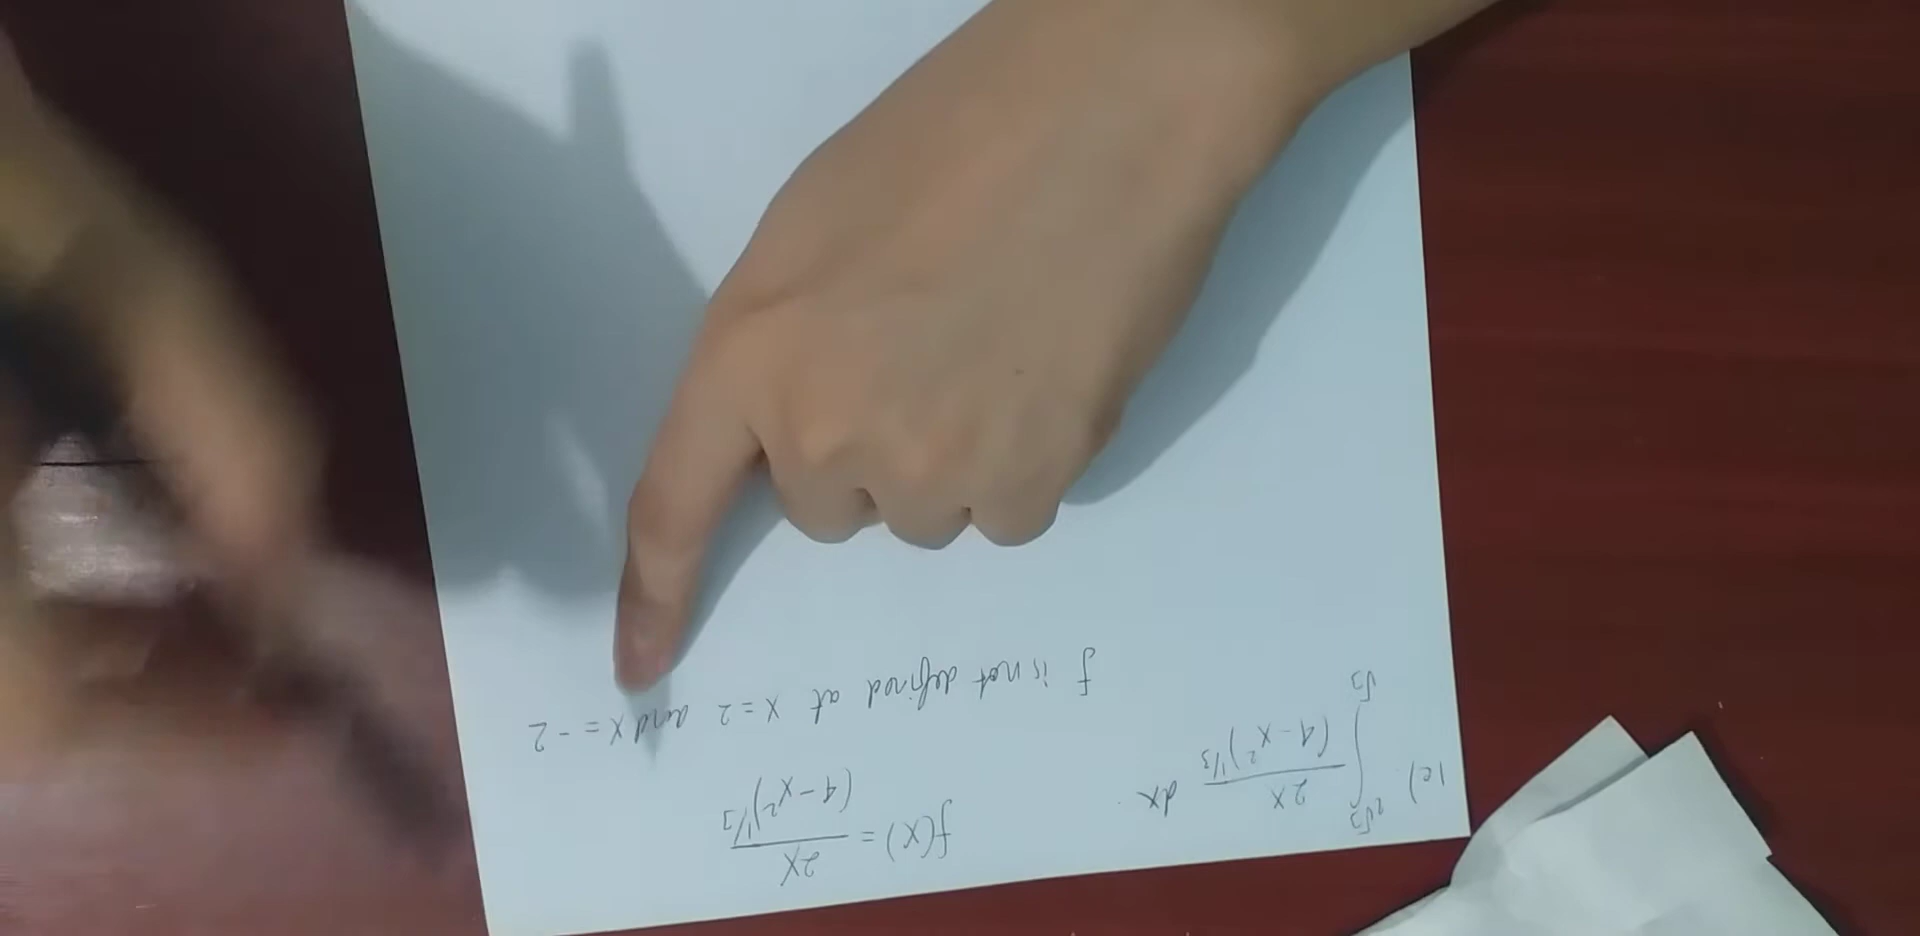 1c) ∫_{√3}^{2√3} 2x/(4-x²)^{1/3} dx
f(x) = 2x/(4-x²)^{1/3}
f is not defined at x = 2 and x = -2